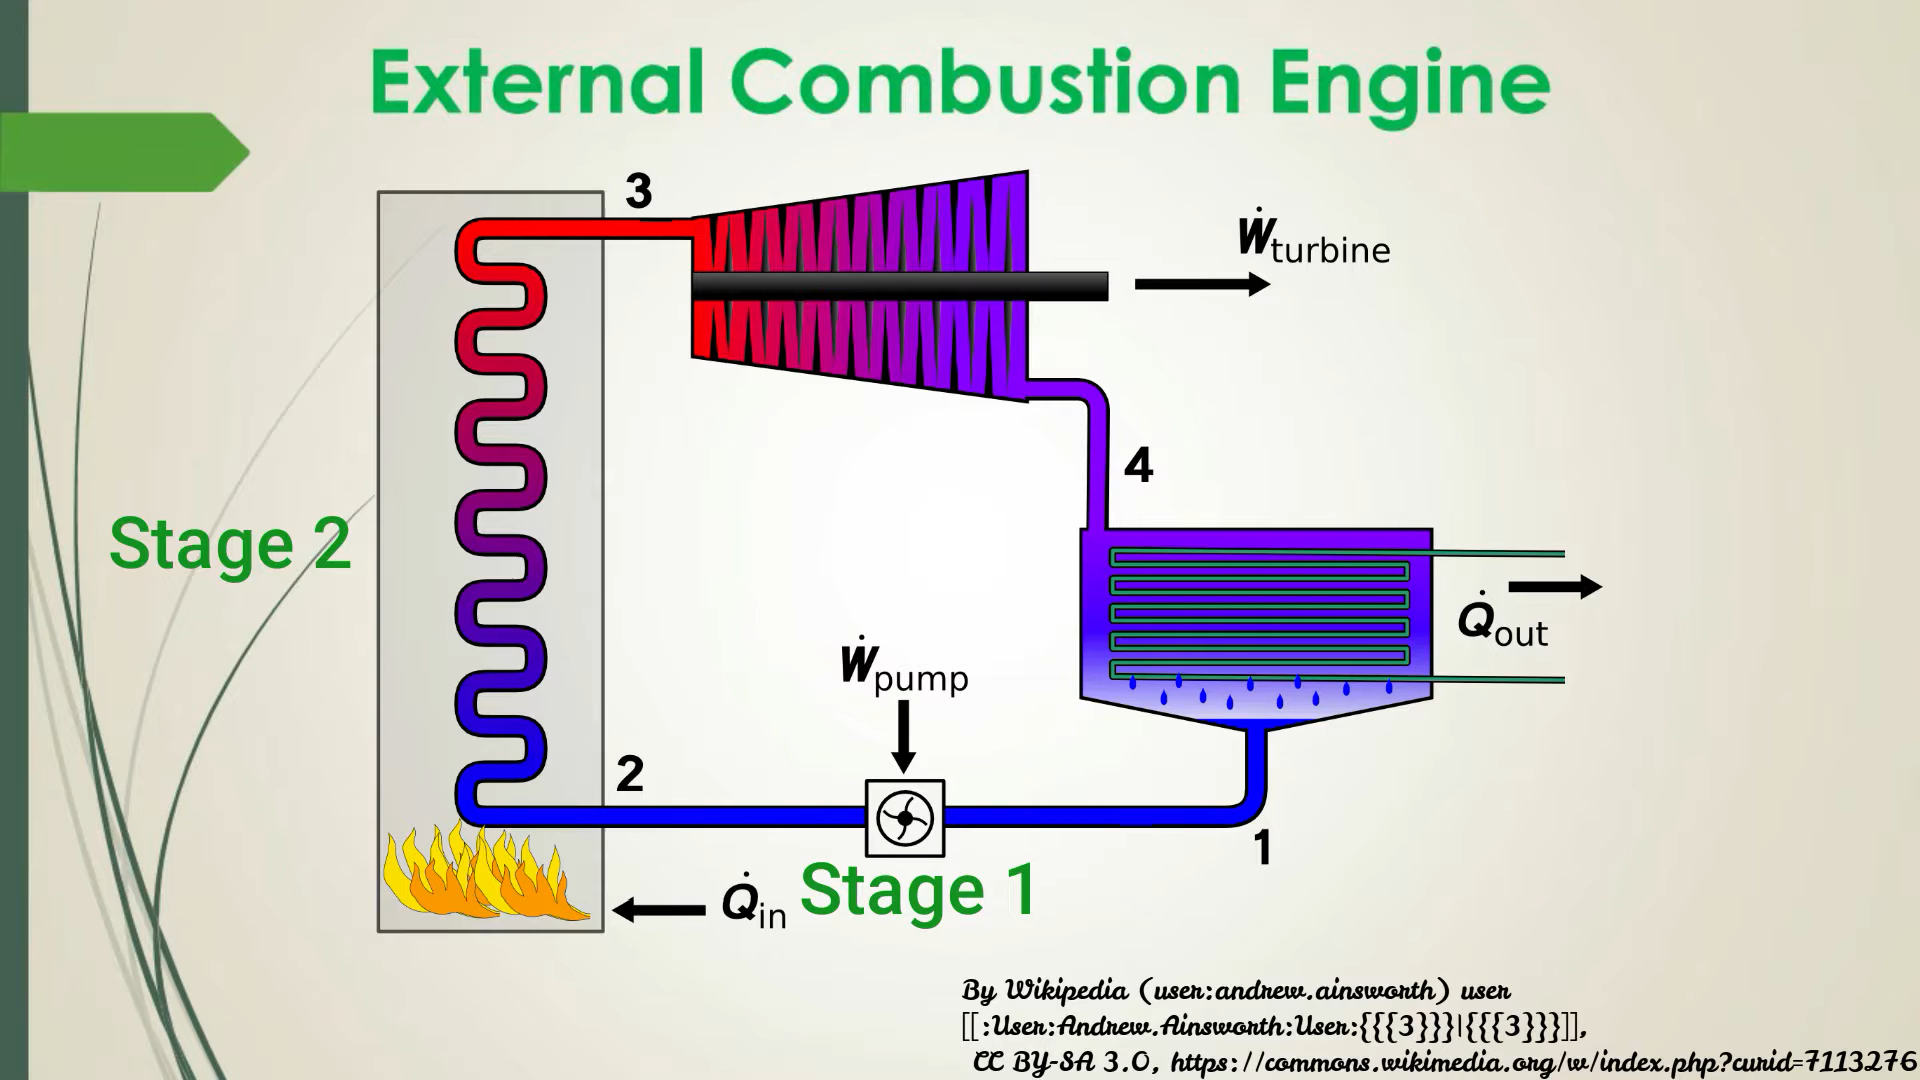 External Combustion Engine
3
Ẇturbine
4
Stage 2
Q̇out
Ẇpump
2
1
Q̇in
Stage 1
By Wikipedia (user:andrew.ainsworth) user
[[:User:Andrew.Ainsworth:User:{{{3}}}|{{{3}}}]],
CC BY-SA 3.0, https://commons.wikimedia.org/w/index.php?curid=7113276